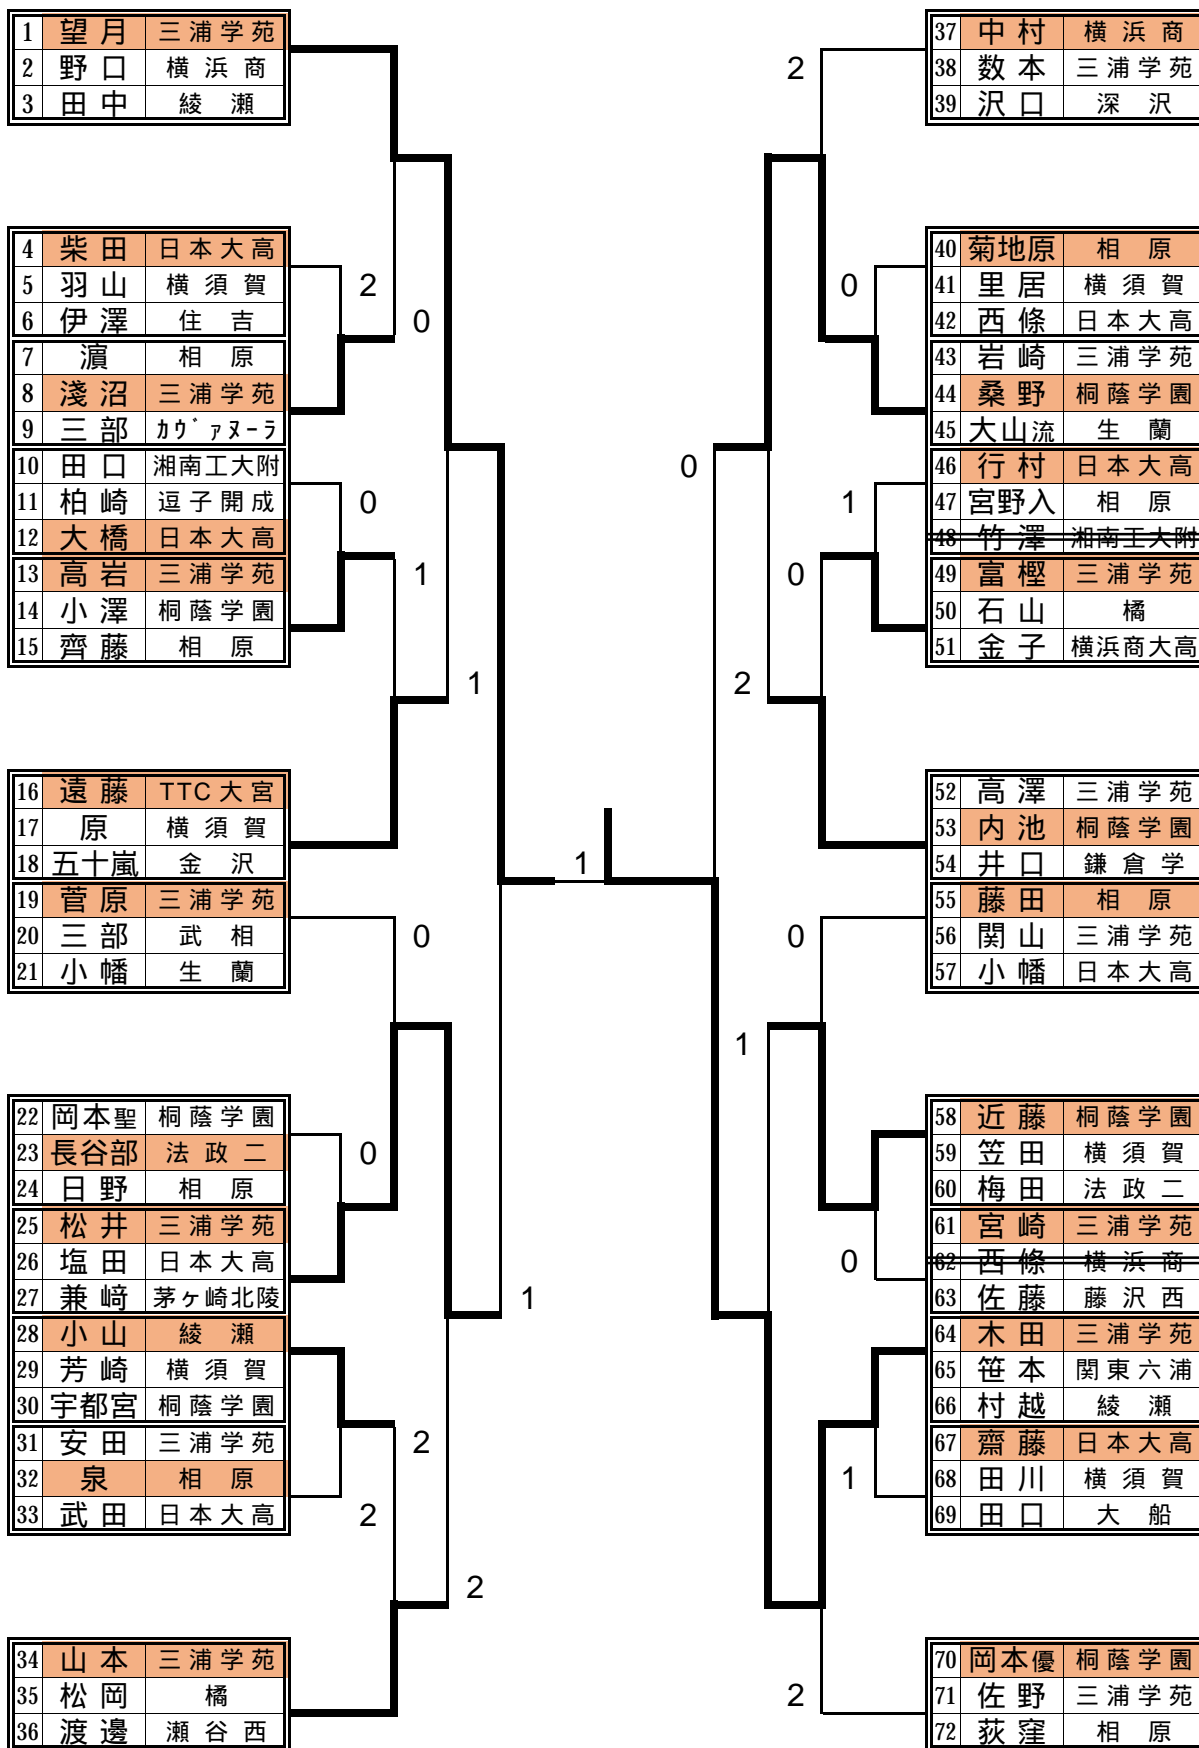 1 望月 三浦学苑
2 野口 横浜商
3 田中 綾瀬
4 柴田 日本大高
5 羽山 横須賀
6 伊澤 住吉
7 濵 相原
8 淺沼 三浦学苑
9 三部 カヴァヌーラ
10 田口 湘南工大附
11 柏崎 逗子開成
12 大橋 日本大高
13 高岩 三浦学苑
14 小澤 桐蔭学園
15 齊藤 相原
16 遠藤 TTC大宮
17 原 横須賀
18 五十嵐 金沢
19 菅原 三浦学苑
20 三部 武相
21 小幡 生蘭
22 岡本聖 桐蔭学園
23 長谷部 法政二
24 日野 相原
25 松井 三浦学苑
26 塩田 日本大高
27 兼﨑 茅ヶ崎北陵
28 小山 綾瀬
29 芳崎 横須賀
30 宇都宮 桐蔭学園
31 安田 三浦学苑
32 泉 相原
33 武田 日本大高
34 山本 三浦学苑
35 松岡 橘
36 渡邊 瀬谷西
2
0
0
1
1
0
0
2
2
2
1
1
2
0
0
1
0
2
0
1
0
1
2
37 中村 横浜商
38 数本 三浦学苑
39 沢口 深沢
40 菊地原 相原
41 里居 横須賀
42 西條 日本大高
43 岩崎 三浦学苑
44 桑野 桐蔭学園
45 大山流 生蘭
46 行村 日本大高
47 宮野入 相原
48 竹澤 湘南工大附
49 富樫 三浦学苑
50 石山 橘
51 金子 横浜商大高
52 高澤 三浦学苑
53 内池 桐蔭学園
54 井口 鎌倉学
55 藤田 相原
56 関山 三浦学苑
57 小幡 日本大高
58 近藤 桐蔭学園
59 笠田 横須賀
60 梅田 法政二
61 宮崎 三浦学苑
62 西條 横浜商
63 佐藤 藤沢西
64 木田 三浦学苑
65 笹本 関東六浦
66 村越 綾瀬
67 齋藤 日本大高
68 田川 横須賀
69 田口 大船
70 岡本優 桐蔭学園
71 佐野 三浦学苑
72 荻窪 相原